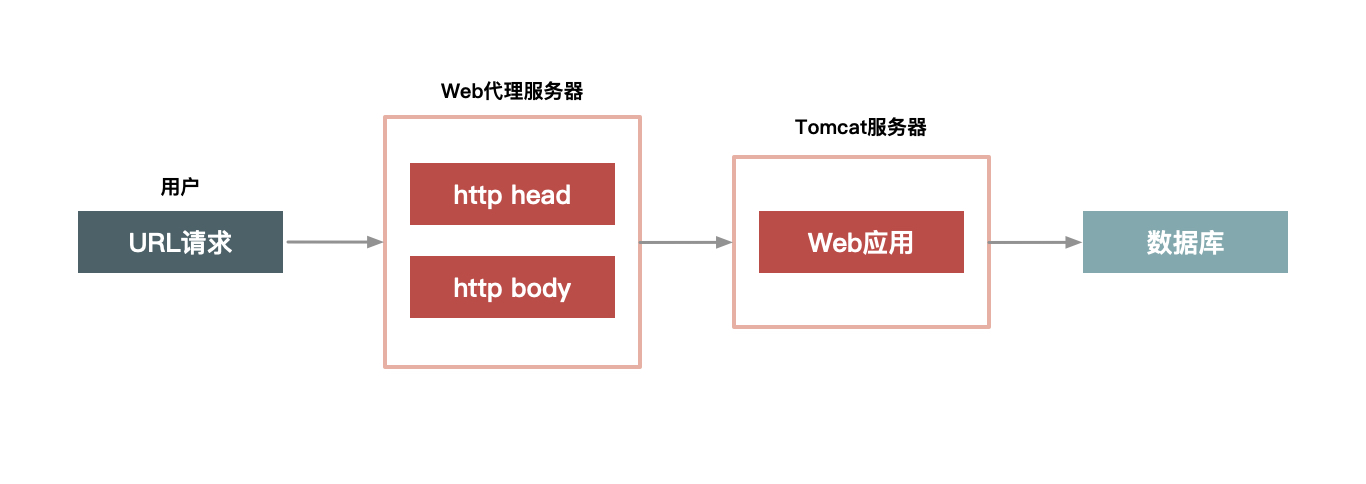 用户
URL请求
Web代理服务器
http head
http body
Tomcat服务器
Web应用
数据库